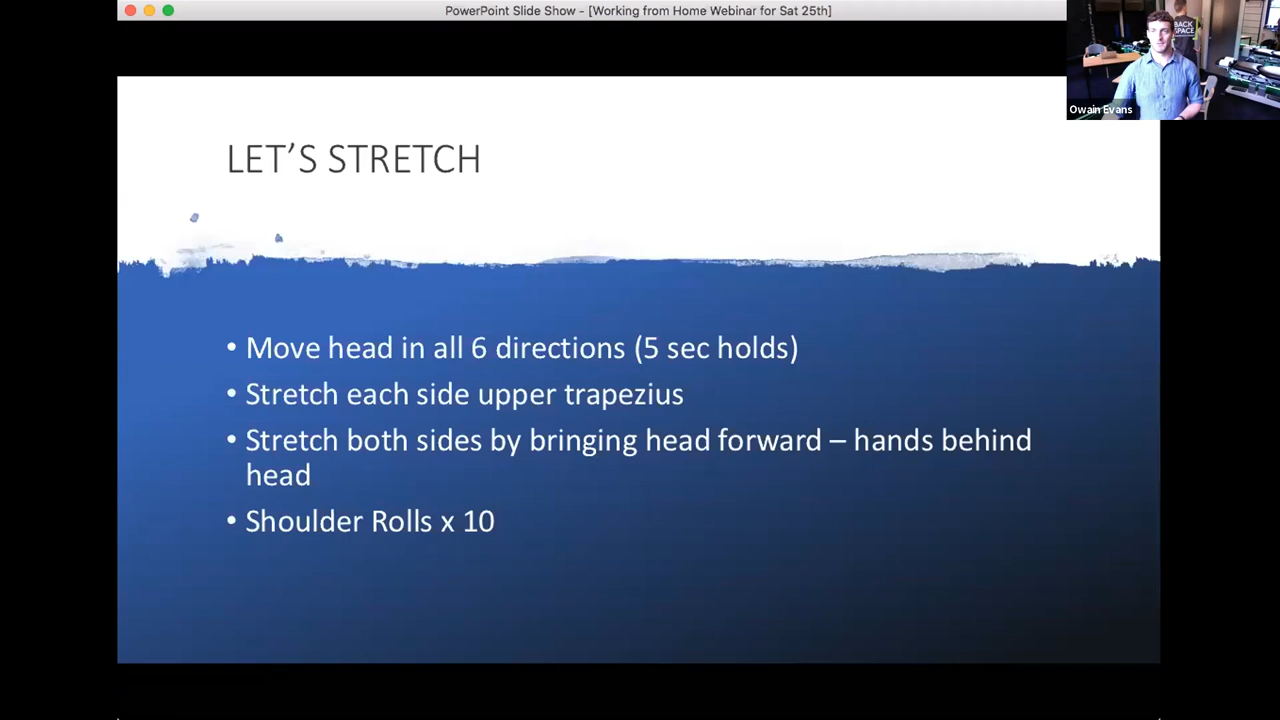 PowerPoint Slide Show - [Working from Home Webinar for Sat 25th]
BACK
SPACE
Owain Evans
LET'S STRETCH
• Move head in all 6 directions (5 sec holds)
• Stretch each side upper trapezius
• Stretch both sides by bringing head forward – hands behind
head
• Shoulder Rolls x 10